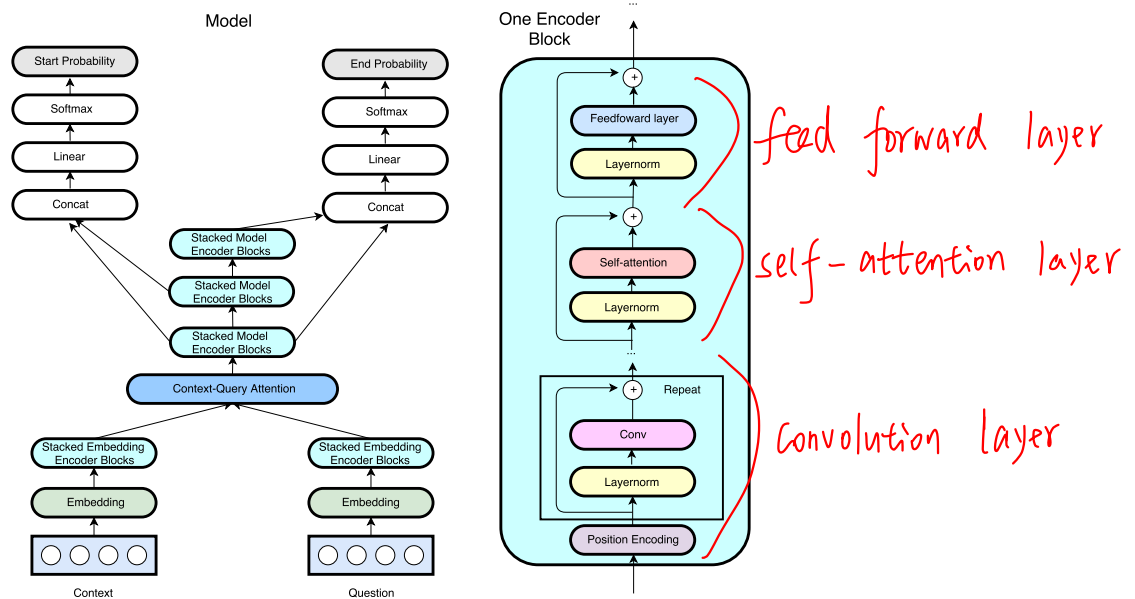 Model
Start Probability
Softmax
Linear
Concat
End Probability
Softmax
Linear
Concat
Stacked Model
Encoder Blocks
Stacked Model
Encoder Blocks
Stacked Model
Encoder Blocks
Context-Query Attention
Stacked Embedding
Encoder Blocks
Stacked Embedding
Encoder Blocks
Embedding
Embedding
Context
Question
...
One Encoder
Block
+
Feedfoward layer
Layernorm
+
Self-attention
Layernorm
...
+
Repeat
Conv
Layernorm
Position Encoding
feed forward layer
self-attention layer
convolution layer